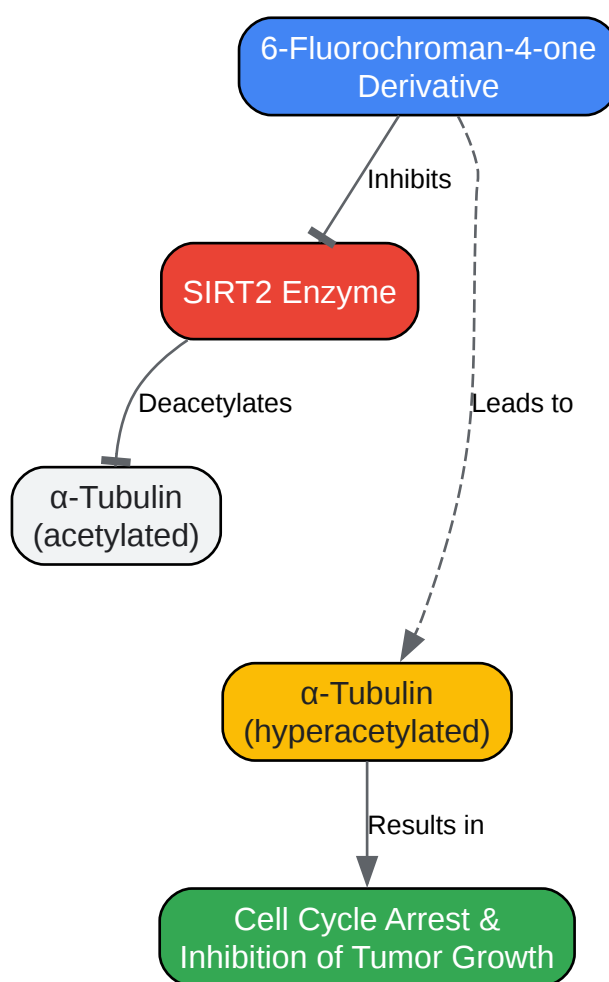 6-Fluorochroman-4-one
Derivative
Inhibits
SIRT2 Enzyme
Deacetylates
Leads to
α-Tubulin
(acetylated)
α-Tubulin
(hyperacetylated)
Results in
Cell Cycle Arrest &
Inhibition of Tumor Growth